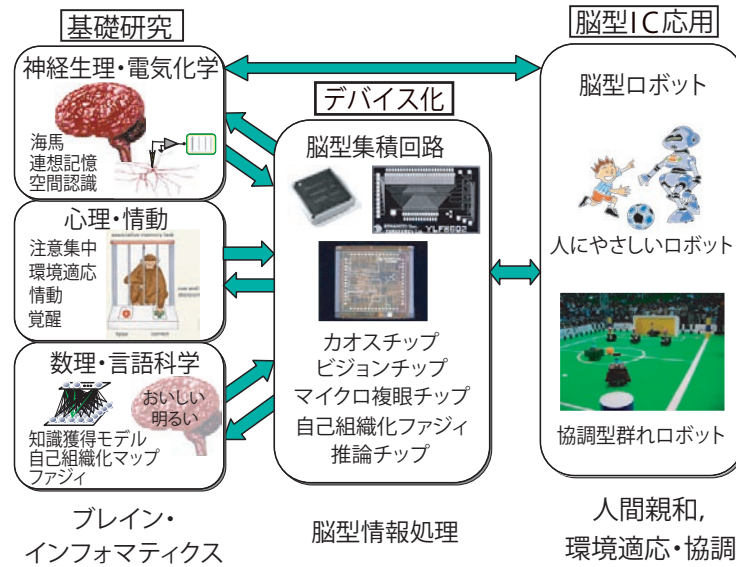 基礎研究
神経生理・電気化学
海馬
連想記憶
空間認識
心理・情動
associative memory task
注意集中
環境適応
情動
覚醒
false
correct
数理・言語科学
おいしい
明るい
知識獲得モデル
自己組織化マップ
ファジィ
ブレイン・
インフォマティクス
デバイス化
脳型集積回路
YLF8602
カオスチップ
ビジョンチップ
マイクロ複眼チップ
自己組織化ファジィ
推論チップ
脳型情報処理
脳型IC応用
脳型ロボット
人にやさしいロボット
協調型群れロボット
人間親和,
環境適応・協調